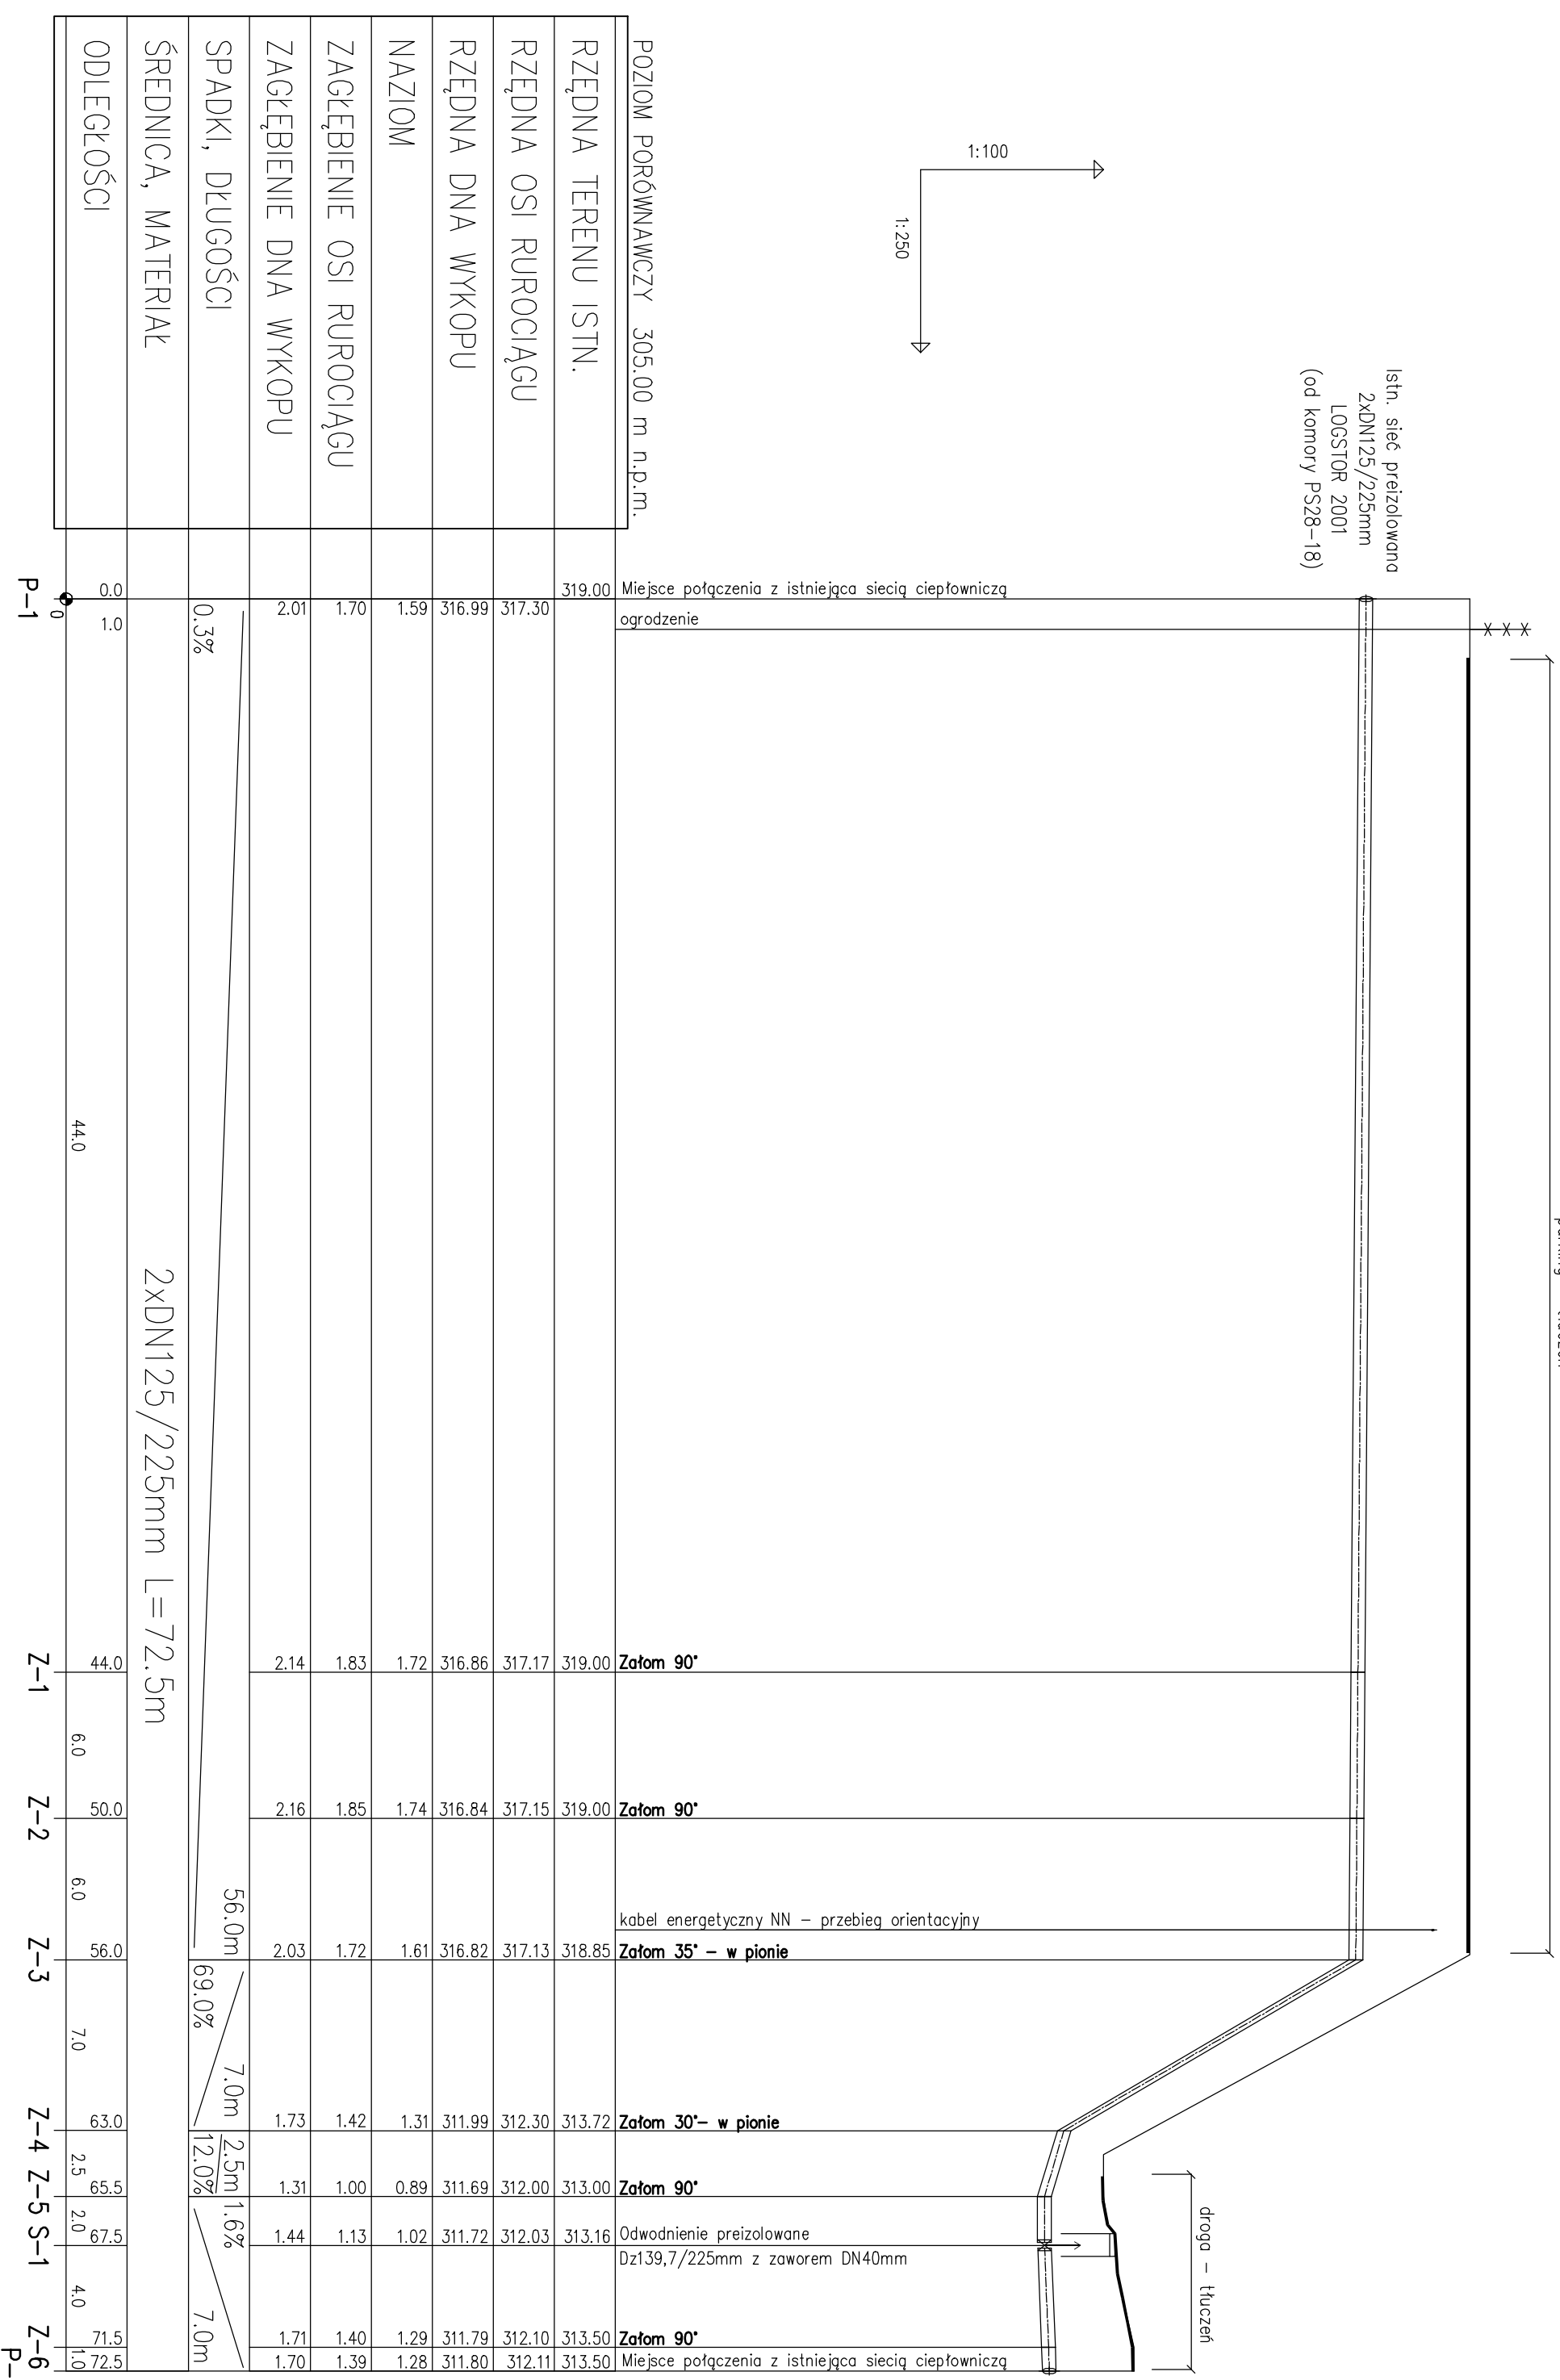 parking - tłuczeń
Istn. sieć preizolowana
2xDN125/225mm
LOGSTOR 2001
(od komory PS28-18)
droga - tłuczeń
1:100
1:250
POZIOM PORÓWNAWCZY 305.00 m n.p.m.
Miejsce połączenia z istniejąca siecią ciepłowniczą
ogrodzenie
Załom 90°
Załom 90°
kabel energetyczny NN - przebieg orientacyjny
Załom 35° - w pionie
Załom 30°- w pionie
Załom 90°
Odwodnienie preizolowane
Dz139,7/225mm z zaworem DN40mm
Załom 90°
Miejsce połączenia z istniejąca siecią ciepłowniczą
RZĘDNA TERENU ISTN. 319.00 319.00 319.00 318.85 313.72 313.00 313.16 313.50 313.50
RZĘDNA OSI RUROCIĄGU 317.30 317.17 317.15 317.13 312.30 312.00 312.03 312.10 312.11
RZĘDNA DNA WYKOPU 316.99 316.86 316.84 316.82 311.99 311.69 311.72 311.79 311.80
NAZIOM 1.59 1.72 1.74 1.61 1.31 0.89 1.02 1.29 1.28
ZAGŁĘBIENIE OSI RUROCIĄGU 1.70 1.83 1.85 1.72 1.42 1.00 1.13 1.40 1.39
ZAGŁĘBIENIE DNA WYKOPU 2.01 2.14 2.16 2.03 1.73 1.31 1.44 1.71 1.70
SPADKI, DŁUGOŚCI 0.3% 56.0m 69.0% 7.0m 2.5m 12.0% 1.6% 7.0m
ŚREDNICA, MATERIAŁ 2xDN125/225mm L=72.5m
ODLEGŁOŚCI 0.0 1.0 44.0 50.0 56.0 63.0 65.5 67.5 71.5 72.5
44.0 6.0 6.0 7.0 2.5 2.0 4.0 1.0
0
P-1 Z-1 Z-2 Z-3 Z-4 Z-5 S-1 Z-6
P-